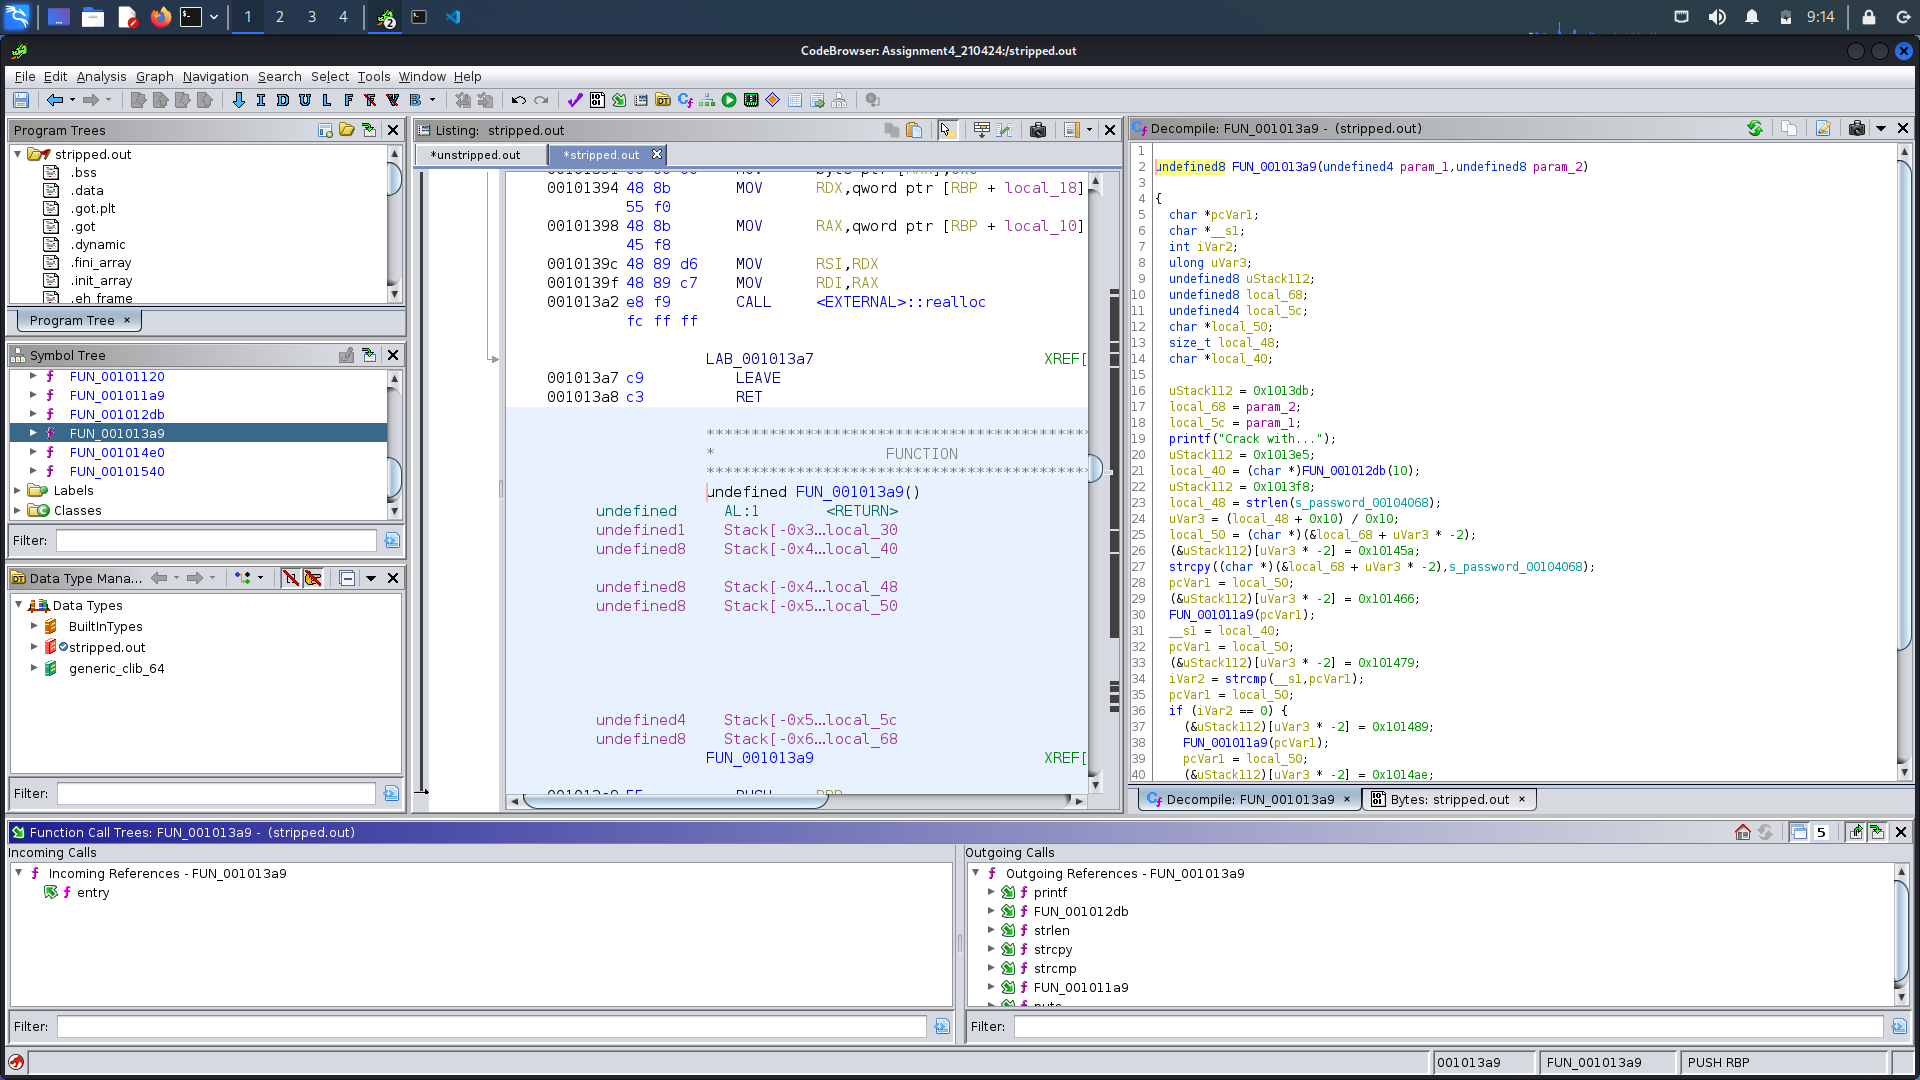 1 2 3 4
2
9:14
CodeBrowser: Assignment4_210424:/stripped.out
File Edit Analysis Graph Navigation Search Select Tools Window Help
I D U L F V B
Program Trees
stripped.out
.bss
.data
.got.plt
.got
.dynamic
.fini_array
.init_array
.eh_frame
Program Tree ×
Symbol Tree
f FUN_00101120
f FUN_001011a9
f FUN_001012db
f FUN_001013a9
f FUN_001014e0
f FUN_00101540
Labels
Classes
Filter:
Data Type Mana...
Data Types
BuiltInTypes
stripped.out
generic_clib_64
Filter:
Listing: stripped.out
*unstripped.out
*stripped.out
00101394 48 8b MOV RDX,qword ptr [RBP + local_18]
55 f0
00101398 48 8b MOV RAX,qword ptr [RBP + local_10]
45 f8
0010139c 48 89 d6 MOV RSI,RDX
0010139f 48 89 c7 MOV RDI,RAX
001013a2 e8 f9 CALL <EXTERNAL>::realloc
fc ff ff
LAB_001013a7 XREF[
001013a7 c9 LEAVE
001013a8 c3 RET
* FUNCTION
undefined FUN_001013a9()
undefined AL:1 <RETURN>
undefined1 Stack[-0x3...local_30
undefined8 Stack[-0x4...local_40
undefined8 Stack[-0x4...local_48
undefined8 Stack[-0x5...local_50
undefined4 Stack[-0x5...local_5c
undefined8 Stack[-0x6...local_68
FUN_001013a9 XREF[
001013a9 55 PUSH RBP
Decompile: FUN_001013a9 - (stripped.out)
1
2 undefined8 FUN_001013a9(undefined4 param_1,undefined8 param_2)
3
4 {
5 char *pcVar1;
6 char *__s1;
7 int iVar2;
8 ulong uVar3;
9 undefined8 uStack112;
10 undefined8 local_68;
11 undefined4 local_5c;
12 char *local_50;
13 size_t local_48;
14 char *local_40;
15
16 uStack112 = 0x1013db;
17 local_68 = param_2;
18 local_5c = param_1;
19 printf("Crack with...");
20 uStack112 = 0x1013e5;
21 local_40 = (char *)FUN_001012db(10);
22 uStack112 = 0x1013f8;
23 local_48 = strlen(s_password_00104068);
24 uVar3 = (local_48 + 0x10) / 0x10;
25 local_50 = (char *)(&local_68 + uVar3 * -2);
26 (&uStack112)[uVar3 * -2] = 0x10145a;
27 strcpy((char *)(&local_68 + uVar3 * -2),s_password_00104068);
28 pcVar1 = local_50;
29 (&uStack112)[uVar3 * -2] = 0x101466;
30 FUN_001011a9(pcVar1);
31 __s1 = local_40;
32 pcVar1 = local_50;
33 (&uStack112)[uVar3 * -2] = 0x101479;
34 iVar2 = strcmp(__s1,pcVar1);
35 pcVar1 = local_50;
36 if (iVar2 == 0) {
37 (&uStack112)[uVar3 * -2] = 0x101489;
38 FUN_001011a9(pcVar1);
39 pcVar1 = local_50;
40 (&uStack112)[uVar3 * -2] = 0x1014ae;
Decompile: FUN_001013a9 × Bytes: stripped.out ×
Function Call Trees: FUN_001013a9 - (stripped.out)
5
Incoming Calls
f Incoming References - FUN_001013a9
f entry
Filter:
Outgoing Calls
f Outgoing References - FUN_001013a9
f printf
f FUN_001012db
f strlen
f strcpy
f strcmp
f FUN_001011a9
Filter:
001013a9 FUN_001013a9 PUSH RBP